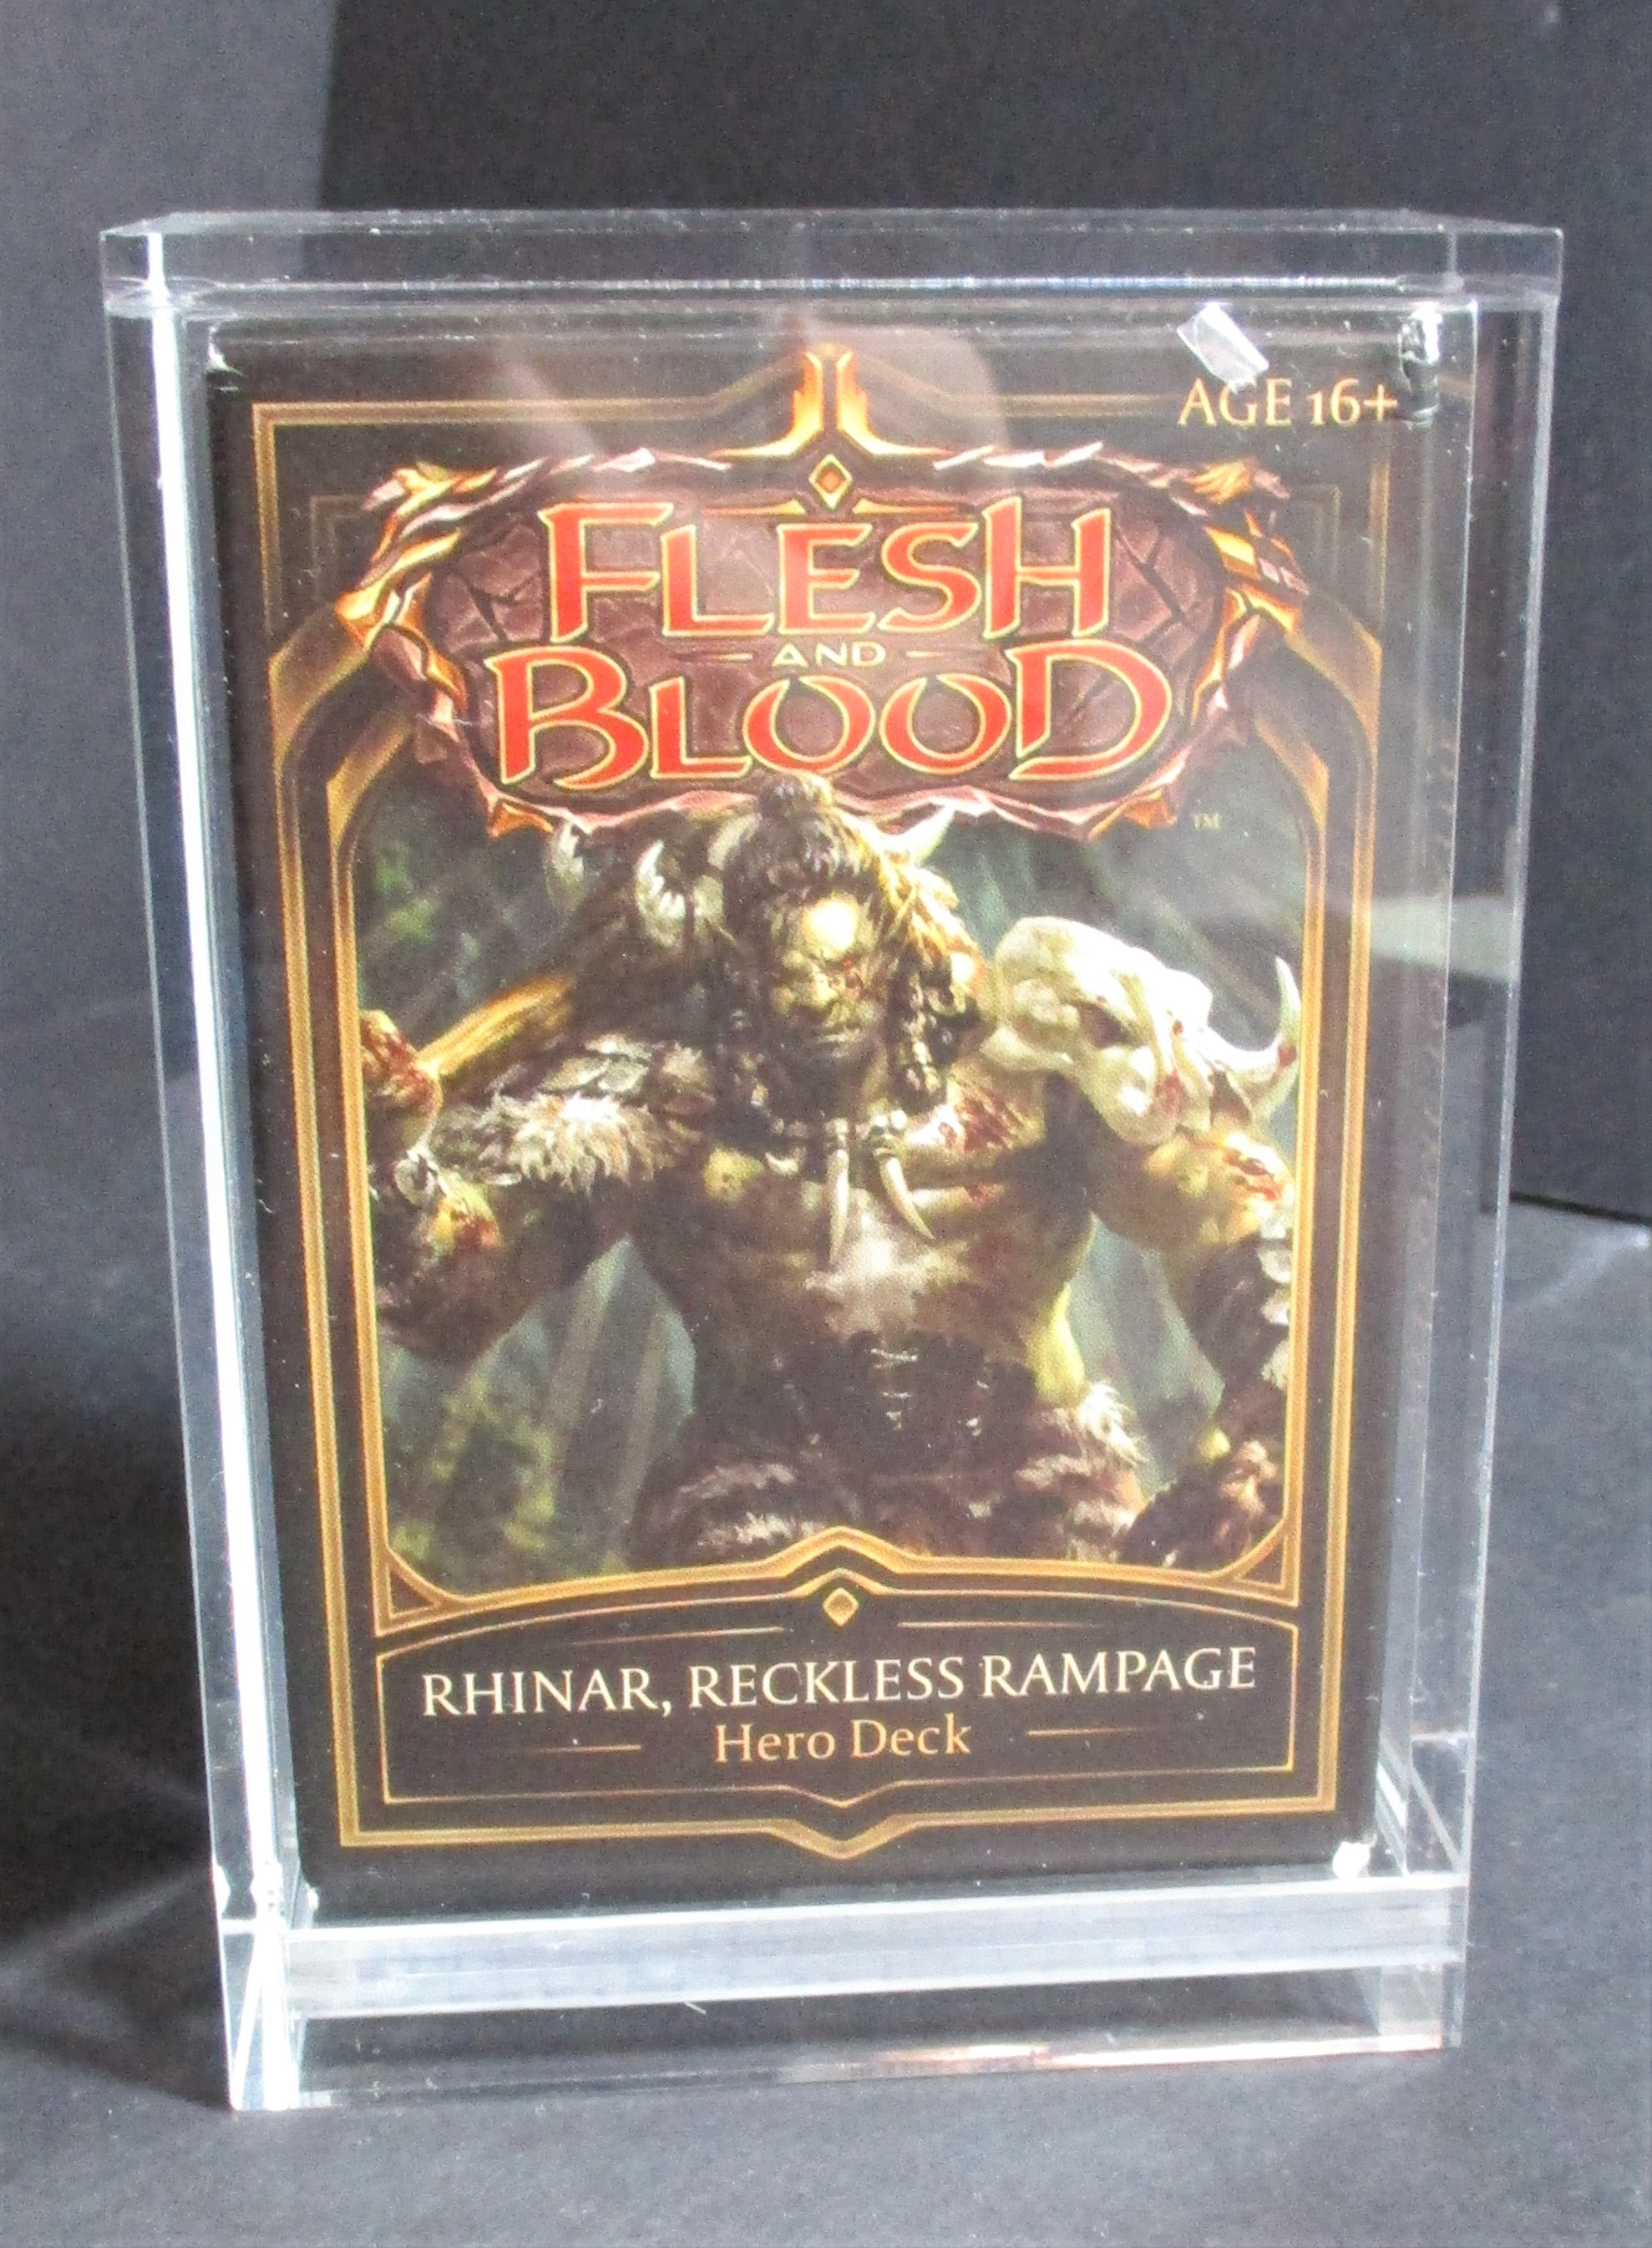 AGE 16+
FLESH
AND
BLOOD
™
RHINAR, RECKLESS RAMPAGE
Hero Deck